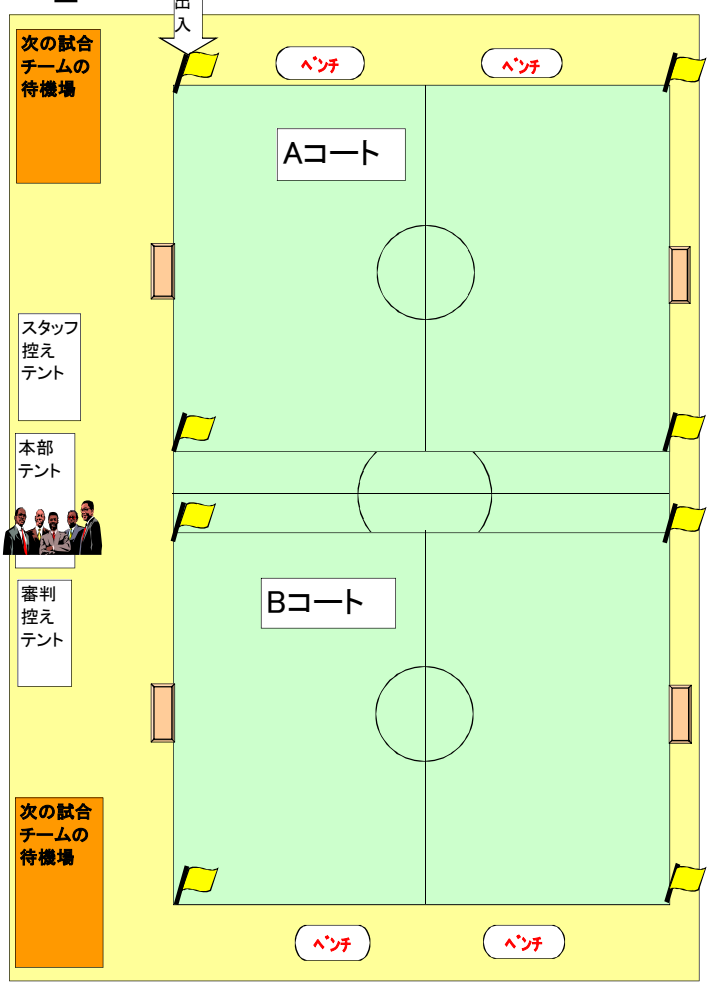 出
入
次の試合
チームの
待機場
ベンチ
ベンチ
Aコート
スタッフ
控え
テント
本部
テント
審判
控え
テント
Bコート
次の試合
チームの
待機場
ベンチ
ベンチ